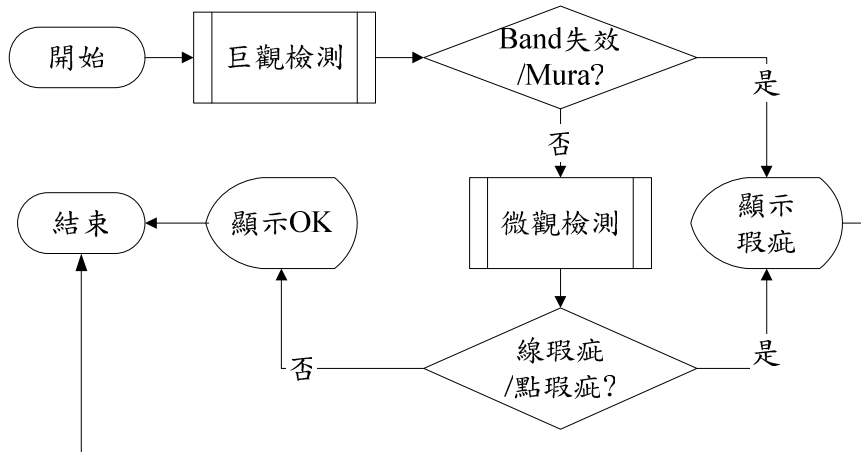 開始
巨觀檢測
Band失效
/Mura?
是
否
結束
顯示OK
微觀檢測
顯示
瑕疵
否
線瑕疵
/點瑕疵?
是